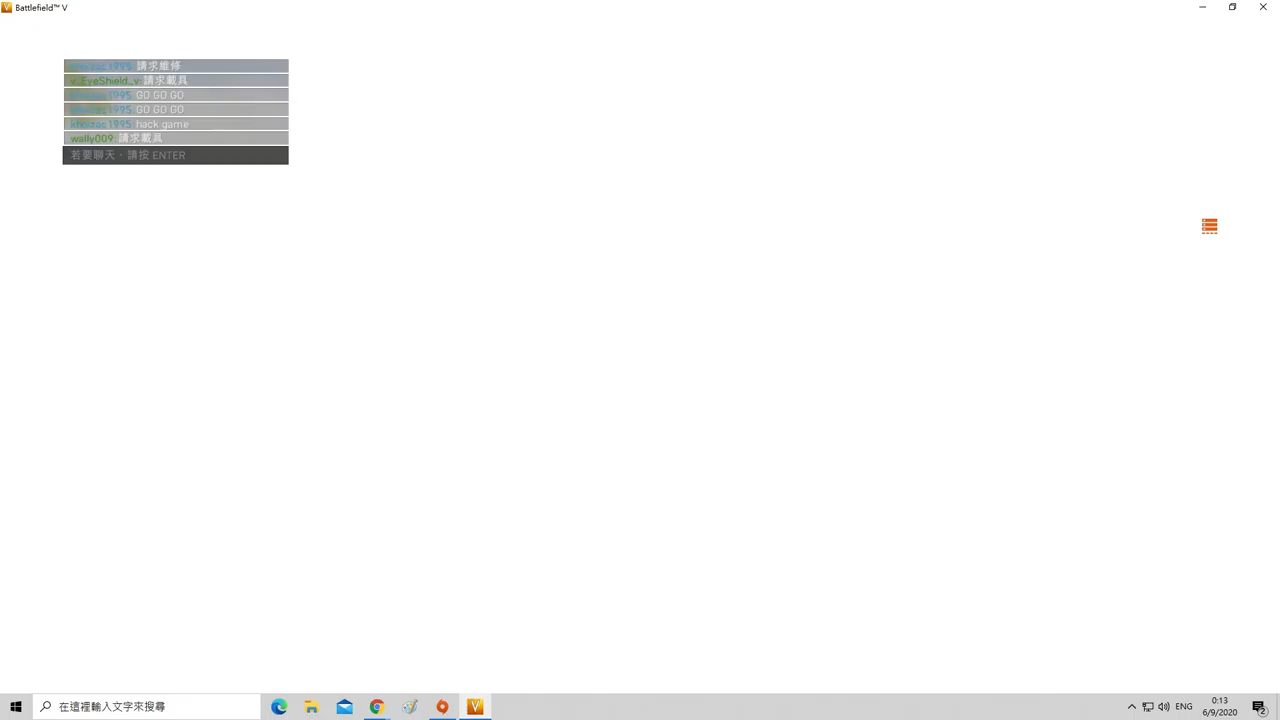 Battlefield™ V
請求維修
v_EyeShield_v: 請求載具
GO GO GO
GO GO GO
hack game
wally009: 請求載具
若要聊天，請按 ENTER
在這裡輸入文字來搜尋
ENG
0:13
6/9/2020
2